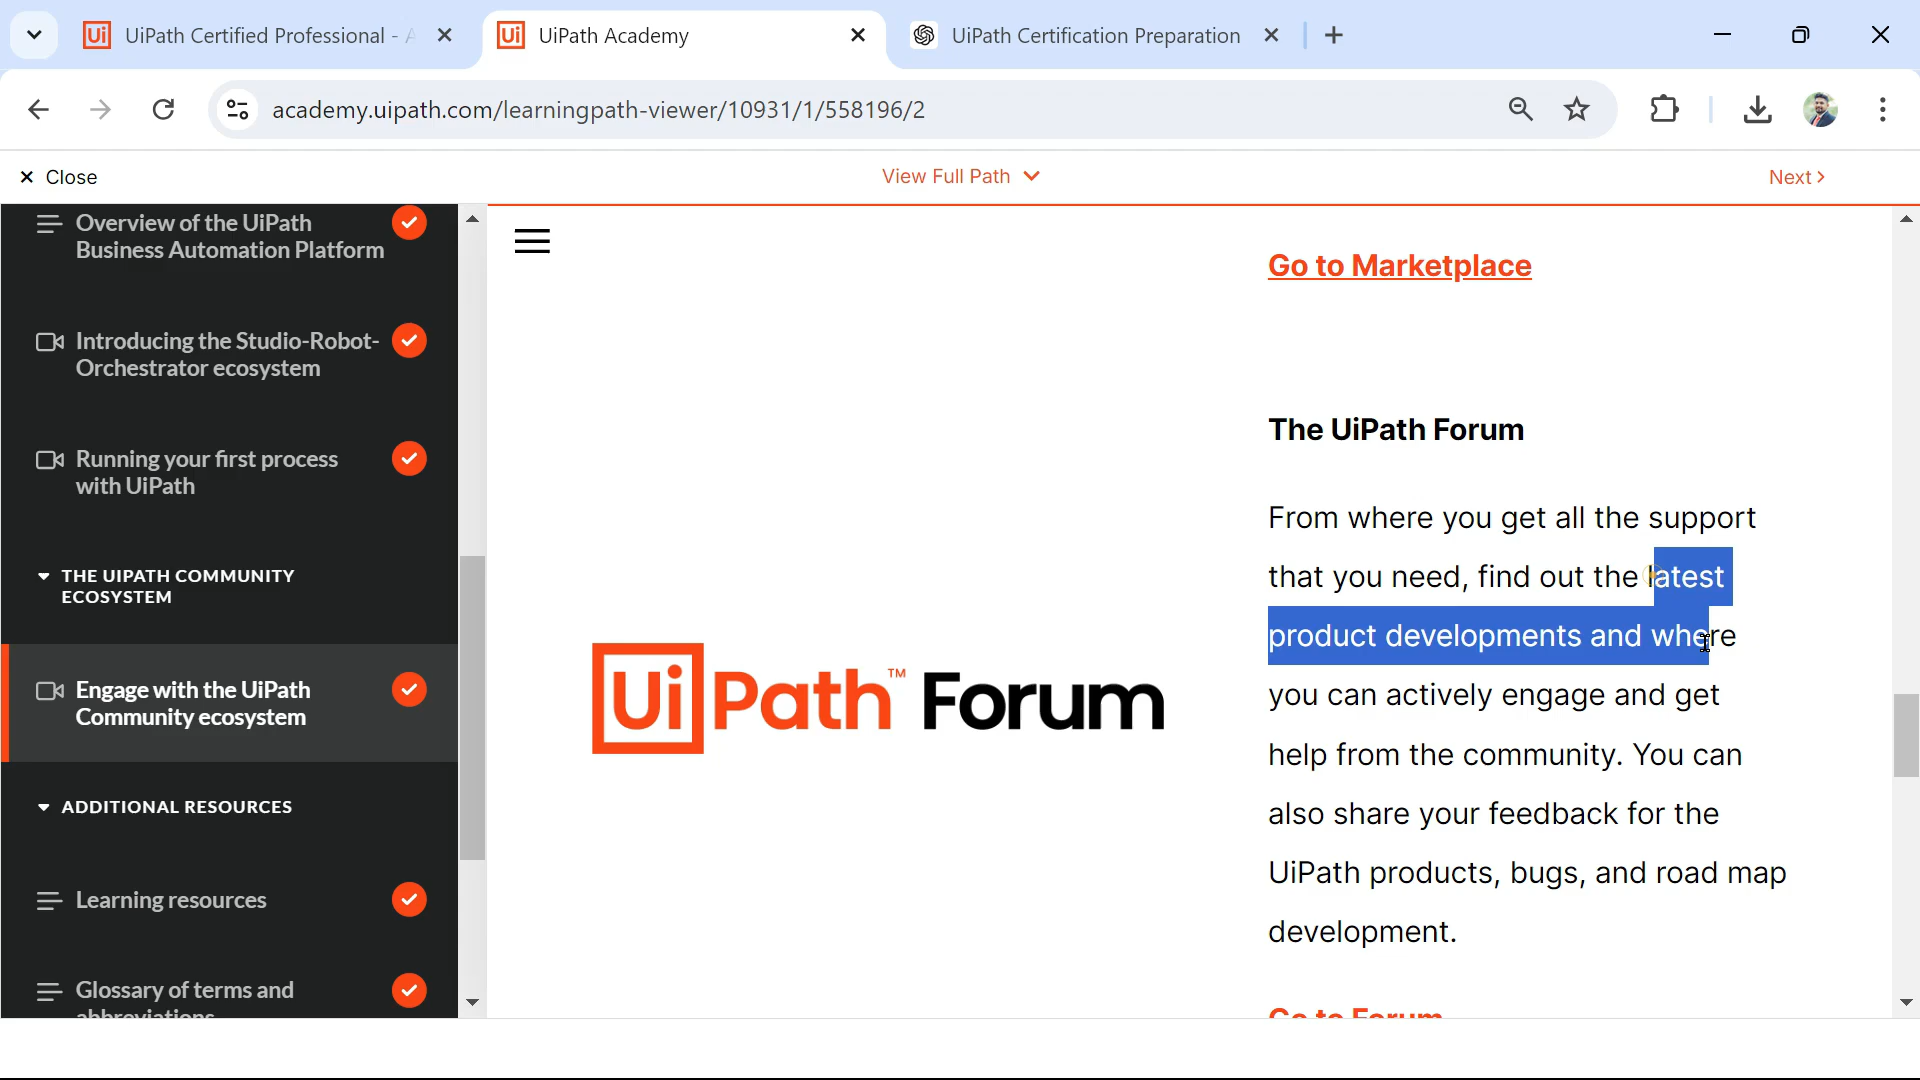 UiPath Certified Professional - A
UiPath Academy
UiPath Certification Preparation
academy.uipath.com/learningpath-viewer/10931/1/558196/2
Close
View Full Path
Next
Overview of the UiPath
Business Automation Platform
Introducing the Studio-Robot-
Orchestrator ecosystem
Running your first process
with UiPath
THE UIPATH COMMUNITY
ECOSYSTEM
Engage with the UiPath
Community ecosystem
ADDITIONAL RESOURCES
Learning resources
Glossary of terms and
abbreviations
Go to Marketplace
UiPath™ Forum
The UiPath Forum
From where you get all the support
that you need, find out the latest
product developments and where
you can actively engage and get
help from the community. You can
also share your feedback for the
UiPath products, bugs, and road map
development.
Go to Forum